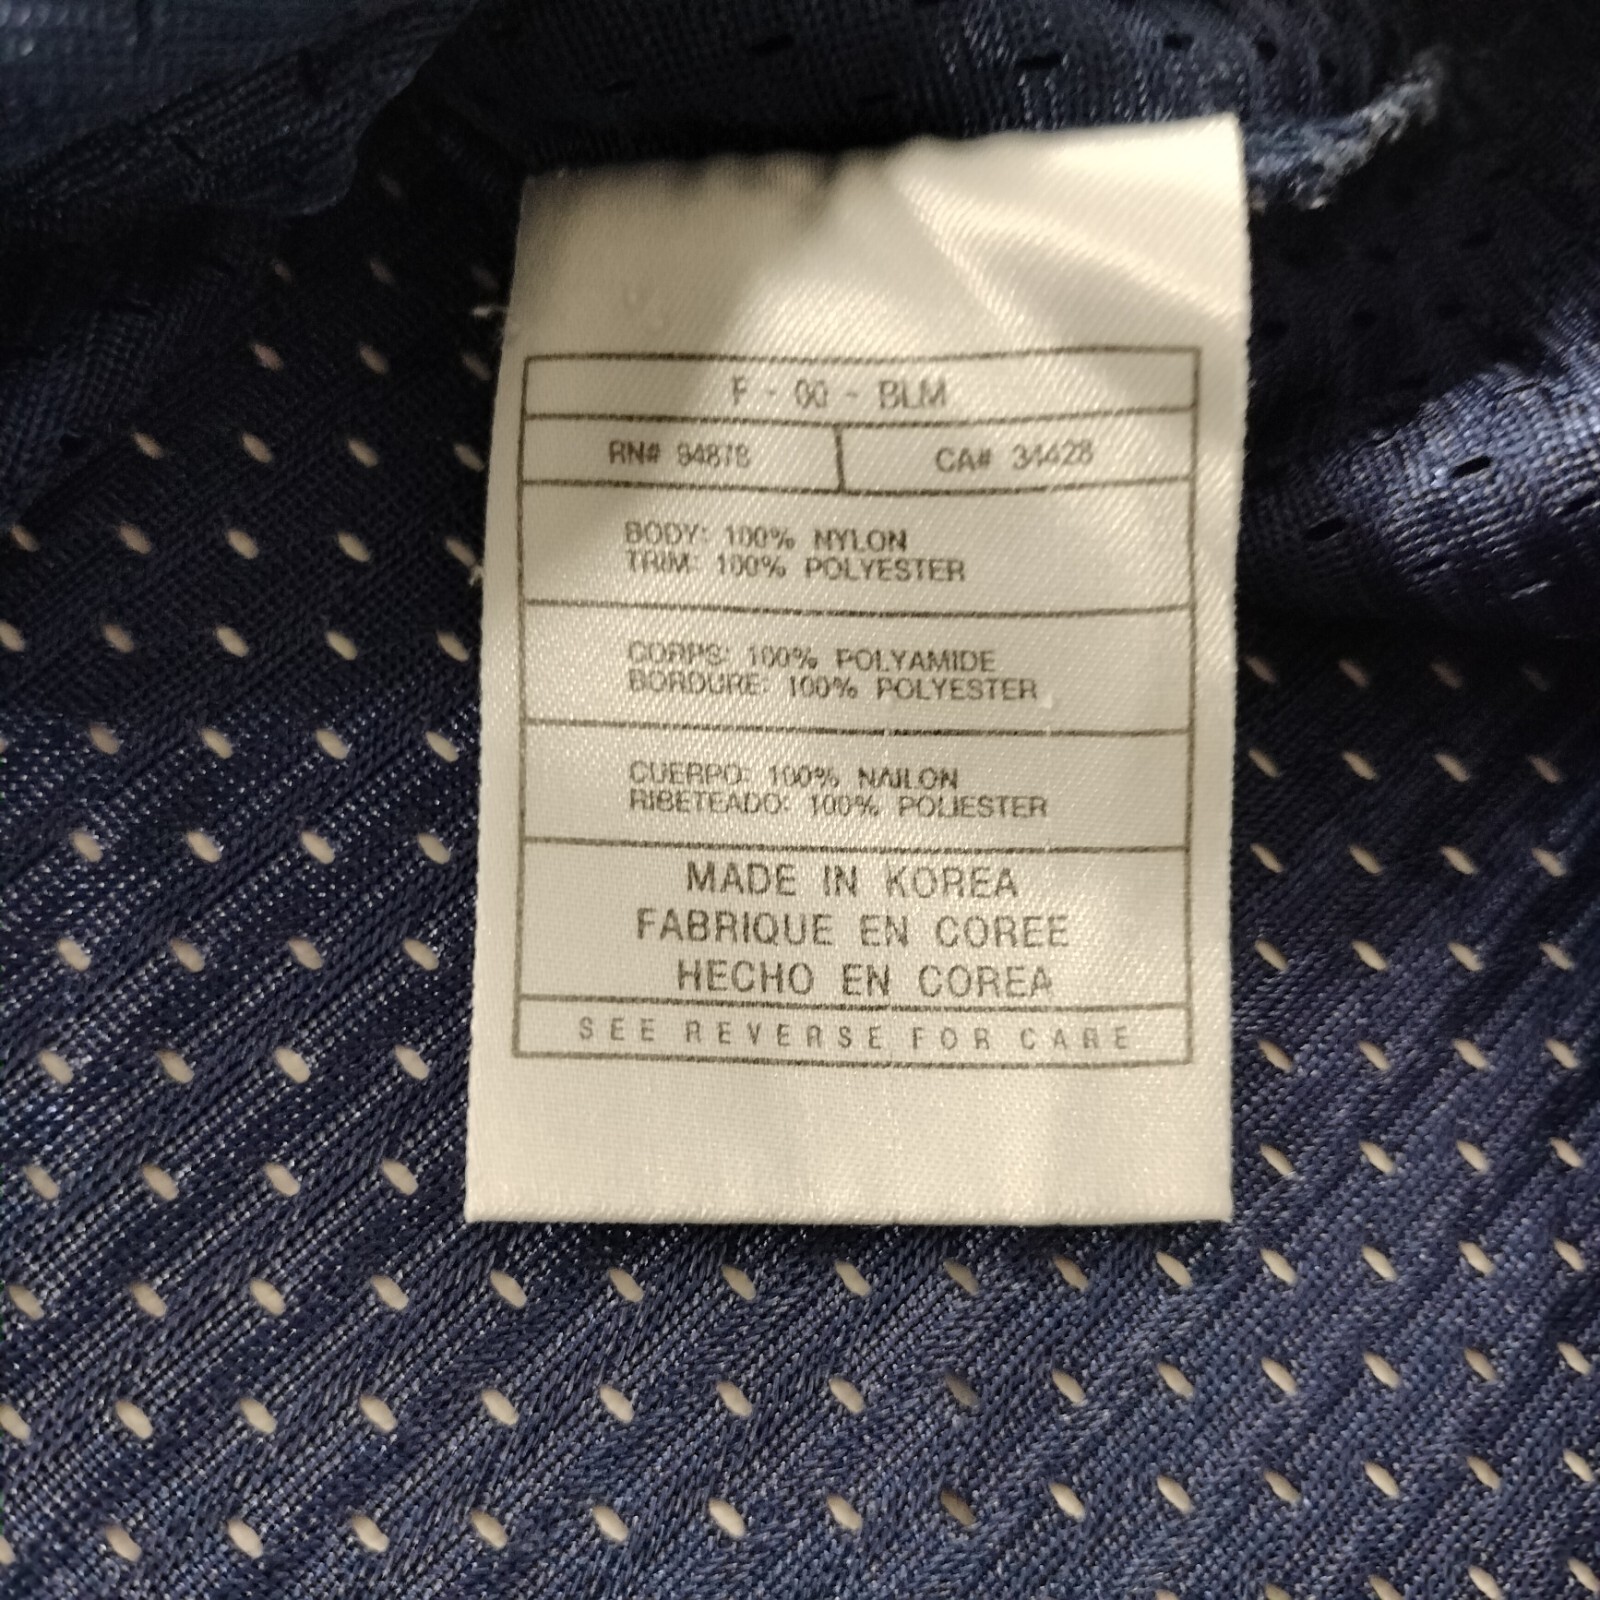 F - 00 - BLM
RN# 94878
CA# 34428
BODY: 100% NYLON
TRIM: 100% POLYESTER
CORPS: 100% POLYAMIDE
BORDURE: 100% POLYESTER
CUERPO: 100% NAILON
RIBETEADO: 100% POLIESTER
MADE IN KOREA
FABRIQUE EN COREE
HECHO EN COREA
SEE REVERSE FOR CARE